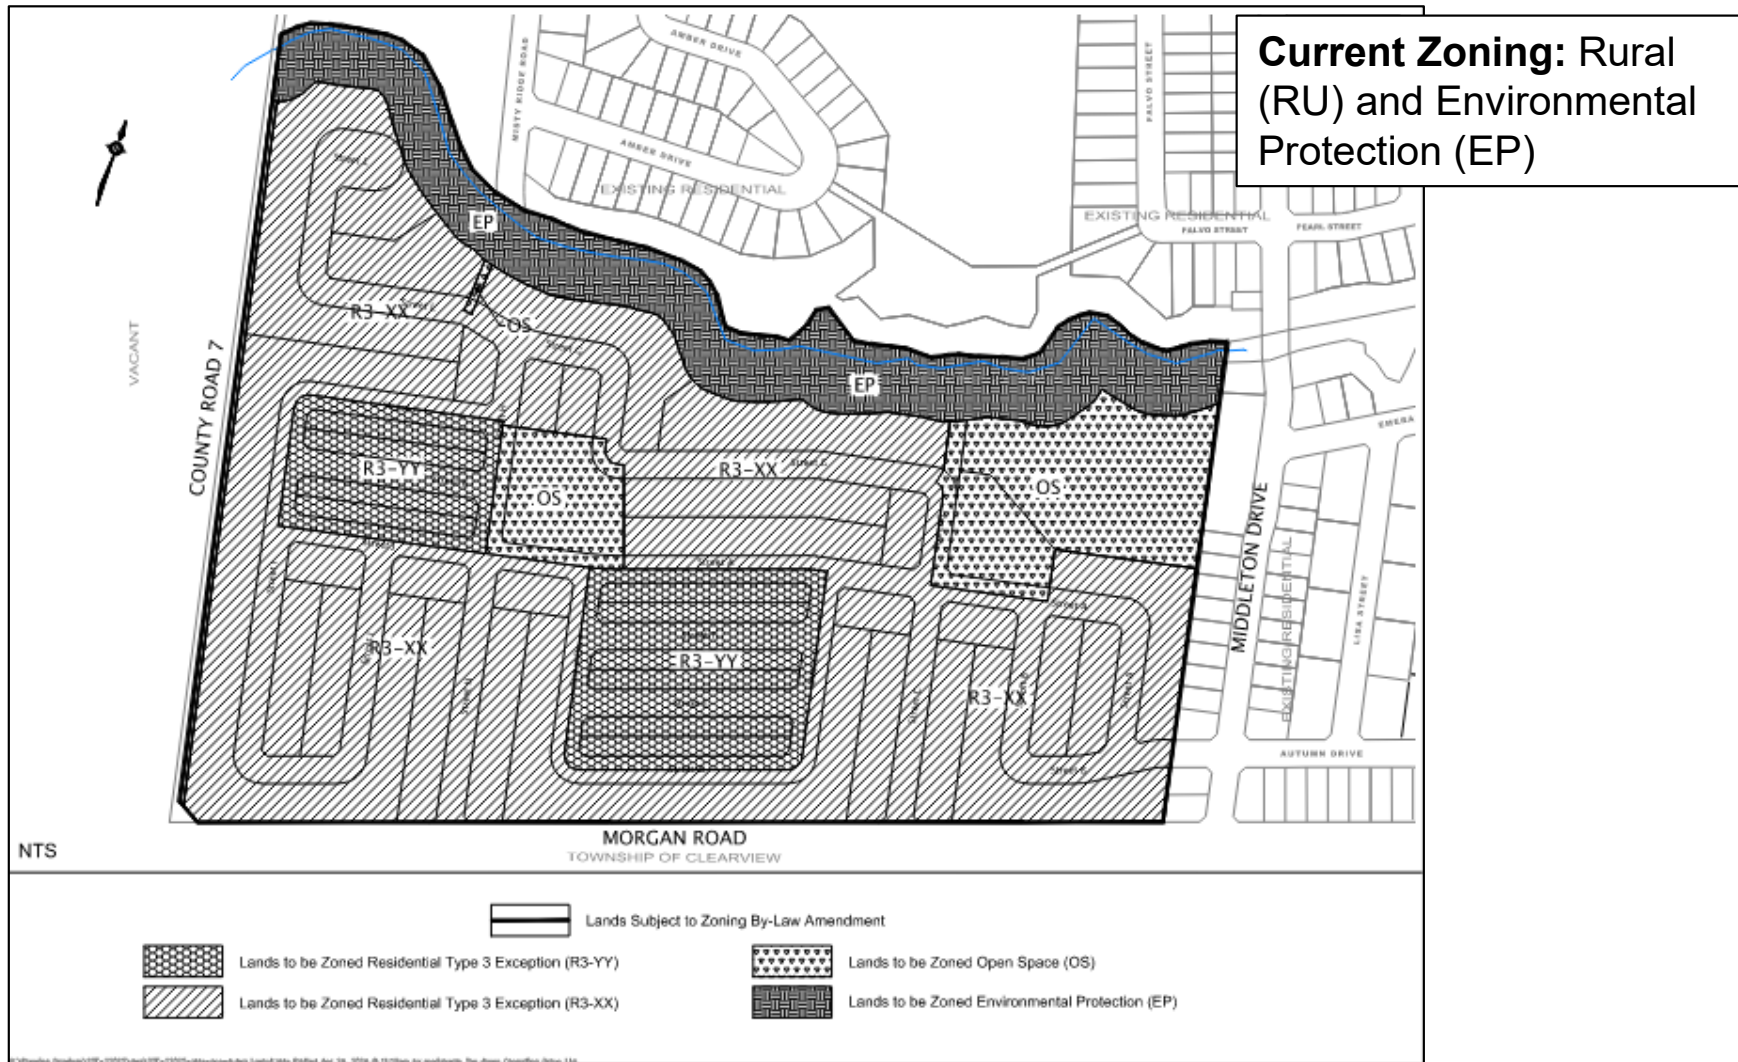 Current Zoning: Rural
(RU) and Environmental
Protection (EP)
AMBER DRIVE
MISTY RIDGE ROAD
AMBER DRIVE
EXISTING RESIDENTIAL
FALVO STREET
EXISTING RESIDENTIAL
FALVO STREET
PEARL STREET
EP
R3-XX
OS
VACANT
COUNTY ROAD 7
EP
EMERA
R3-YY
OS
R3-XX
Street G
OS
MIDDLETON DRIVE
EXISTING RESIDENTIAL
LISA STREET
R3-XX
R3-YY
R3-XX
AUTUMN DRIVE
MORGAN ROAD
TOWNSHIP OF CLEARVIEW
NTS
Lands Subject to Zoning By-Law Amendment
Lands to be Zoned Residential Type 3 Exception (R3-YY)
Lands to be Zoned Open Space (OS)
Lands to be Zoned Residential Type 3 Exception (R3-XX)
Lands to be Zoned Environmental Protection (EP)